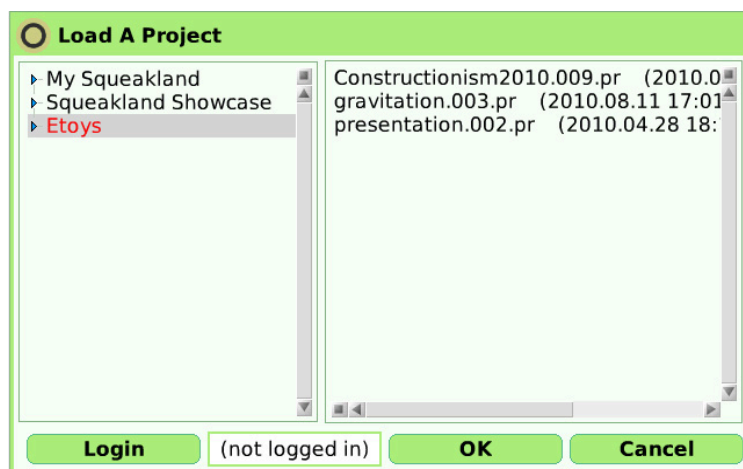 Load A Project
My Squeakland
Squeakland Showcase
Etoys
Constructionism2010.009.pr (2010.0
gravitation.003.pr (2010.08.11 17:01
presentation.002.pr (2010.04.28 18:
Login
(not logged in)
OK
Cancel